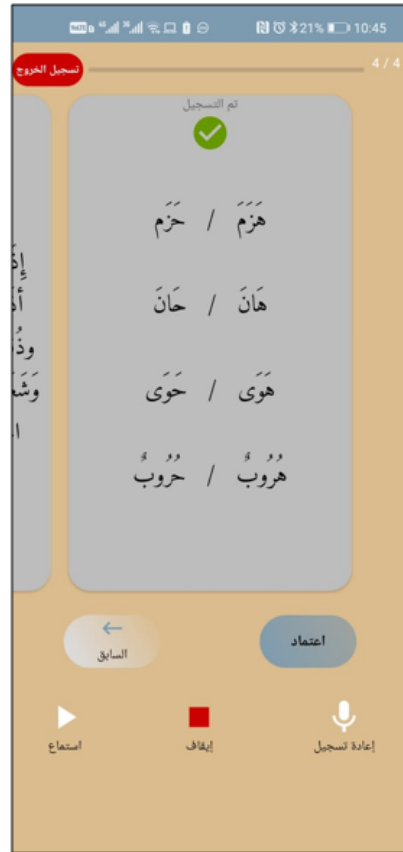 21% 10:45
4 / 4
تسجيل الخروج
تم التسجيل
هَزَمَ / حَزَم
هَانَ / حَانَ
هَوَى / حَوَى
هُرُوبٌ / حُرُوبٌ
اعتماد
السابق
إعادة تسجيل
إيقاف
استماع